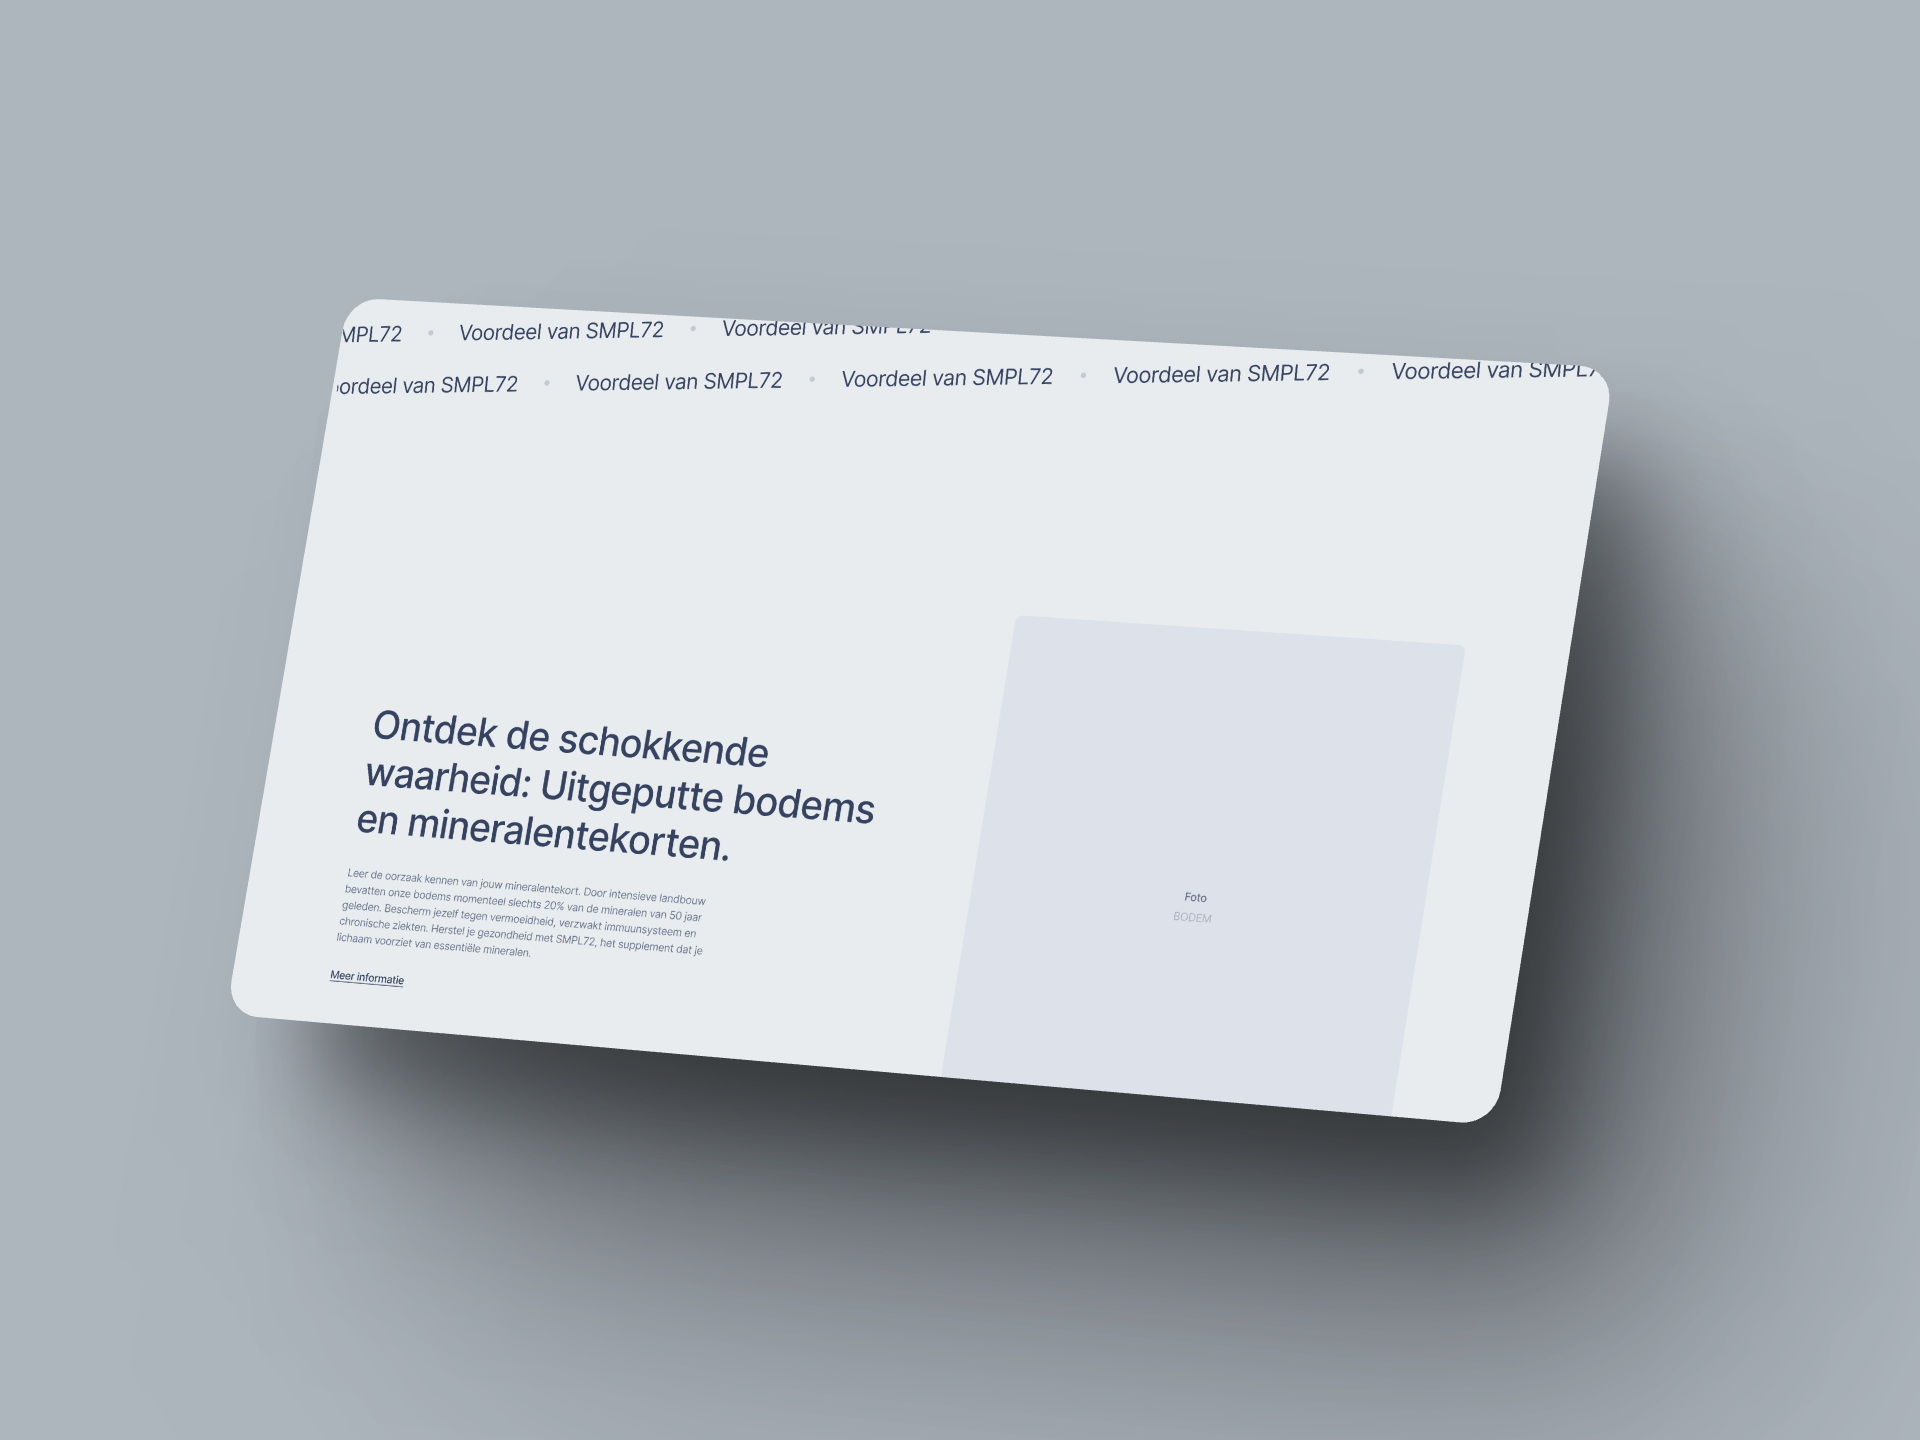 MPL72 • Voordeel van SMPL72 • Voordeel van SMPL72
oordeel van SMPL72 • Voordeel van SMPL72 • Voordeel van SMPL72 • Voordeel van SMPL72 • Voordeel van SMPL7
Ontdek de schokkende
waarheid: Uitgeputte bodems
en mineralentekorten.
Leer de oorzaak kennen van jouw mineralentekort. Door intensieve landbouw
bevatten onze bodems momenteel slechts 20% van de mineralen van 50 jaar
geleden. Bescherm jezelf tegen vermoeidheid, verzwakt immuunsysteem en
chronische ziekten. Herstel je gezondheid met SMPL72, het supplement dat je
lichaam voorziet van essentiële mineralen.
Meer informatie
Foto
BODEM